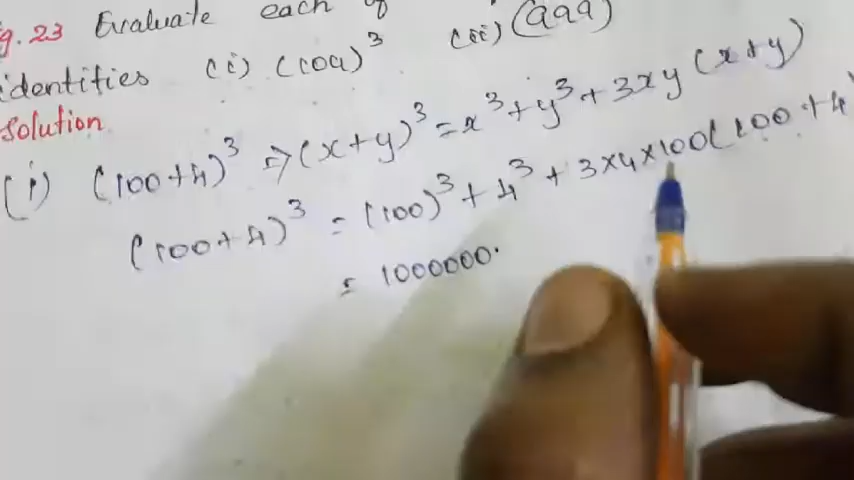 g.23 Evaluate each of
identities (i) (104)³ (ii) (999)
Solution
(i) (100+4)³ ⇒ (x+y)³ = x³+y³+3xy(x+y)
(100+4)³ = (100)³ + 4³ + 3×4×100(100+4)
= 1000000.